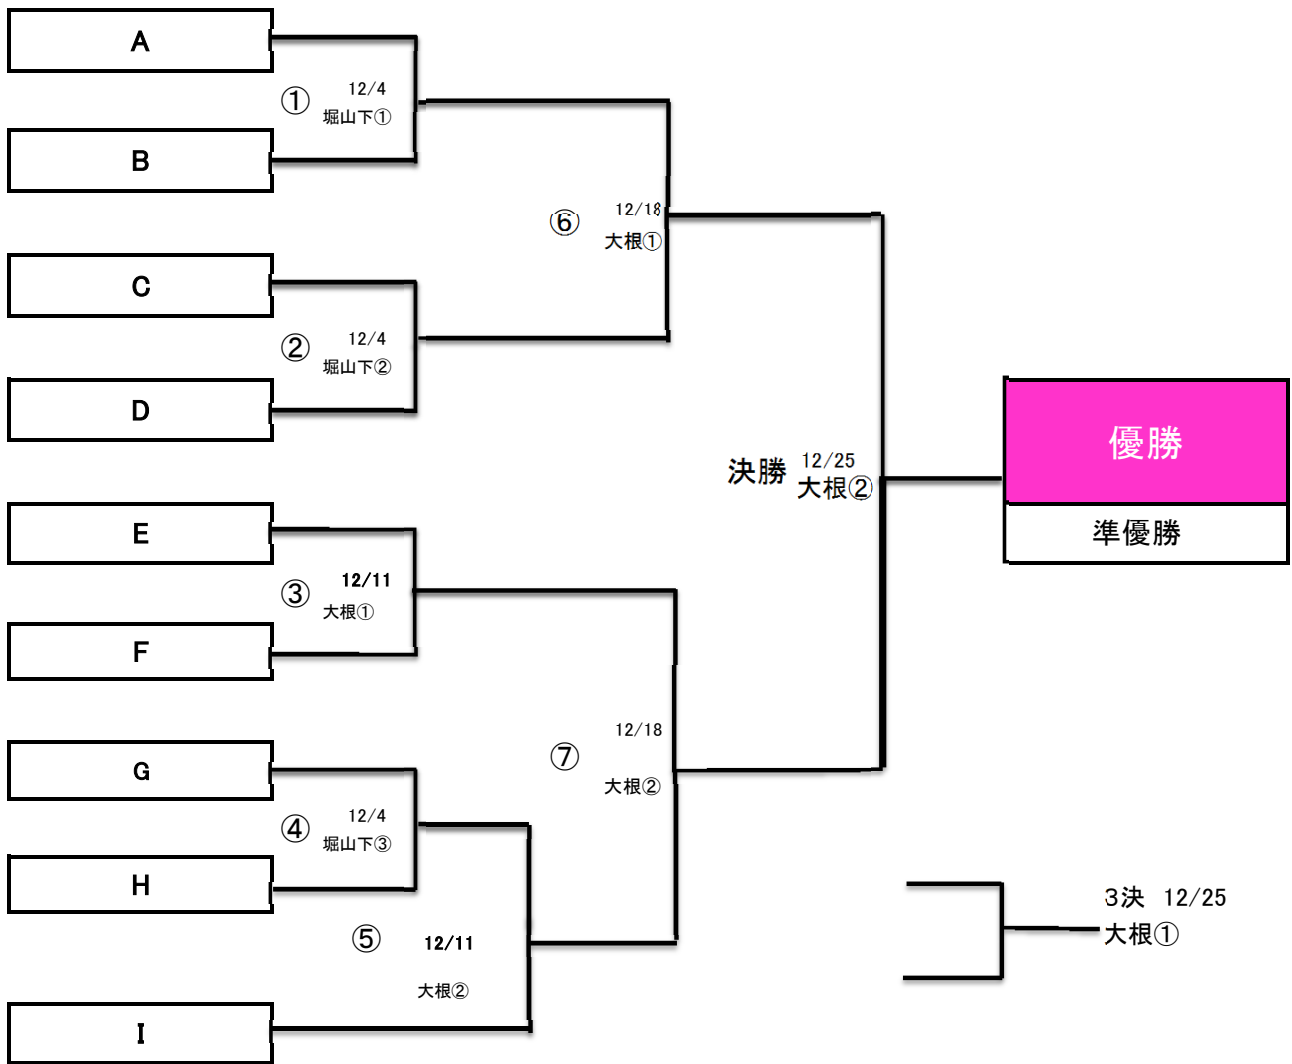 A
① 12/4
堀山下①
B
⑥ 12/18
大根①
C
② 12/4
堀山下②
D
決勝 12/25
大根②
優勝
準優勝
E
③ 12/11
大根①
F
⑦ 12/18
大根②
G
④ 12/4
堀山下③
H
⑤ 12/11
大根②
I
3決 12/25
大根①